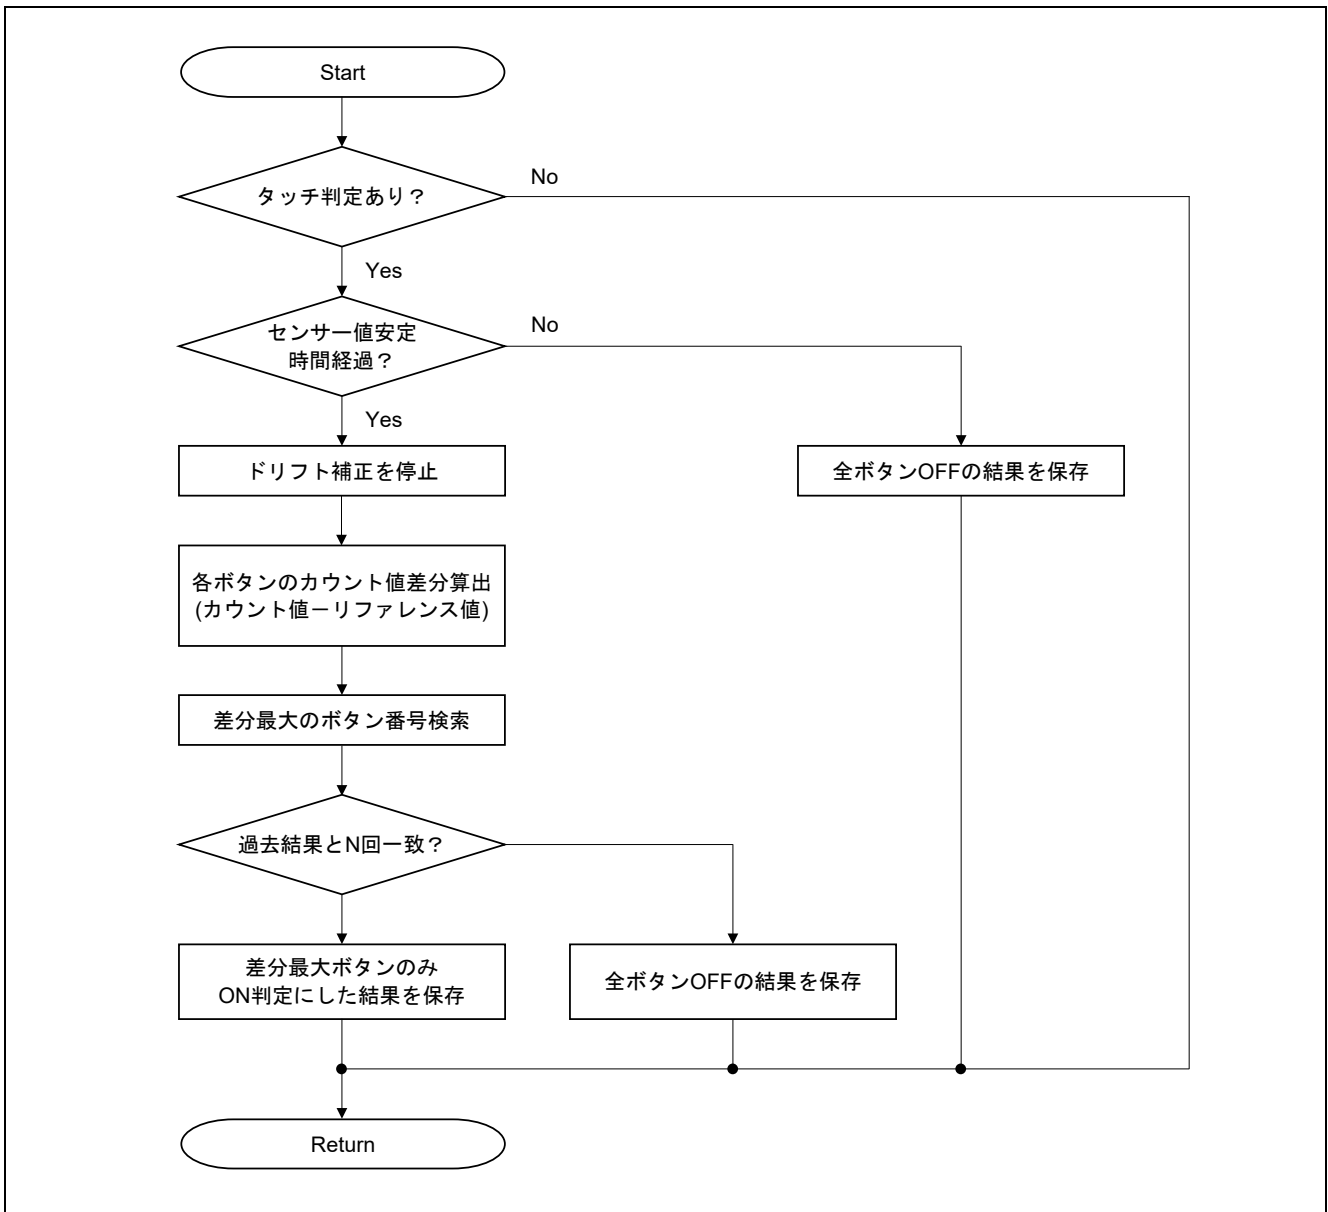 Start
タッチ判定あり？
No
Yes
センサー値安定
時間経過？
No
Yes
ドリフト補正を停止
全ボタンOFFの結果を保存
各ボタンのカウント値差分算出
(カウント値－リファレンス値)
差分最大のボタン番号検索
過去結果とN回一致？
差分最大ボタンのみ
ON判定にした結果を保存
全ボタンOFFの結果を保存
Return